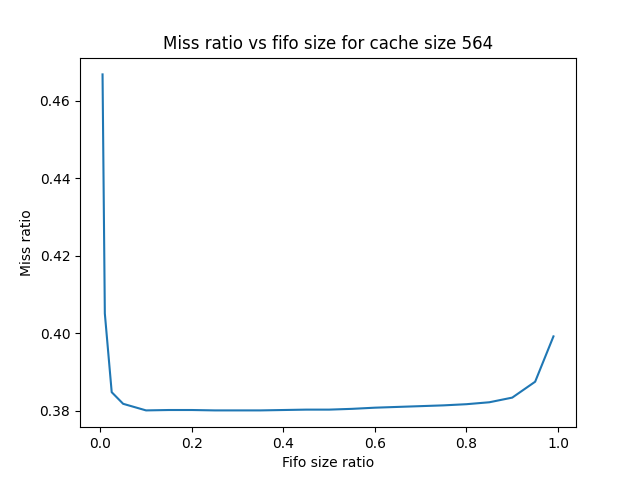 Miss ratio vs fifo size for cache size 564
0.46
0.44
0.42
0.40
0.38
Miss ratio
0.0 0.2 0.4 0.6 0.8 1.0
Fifo size ratio